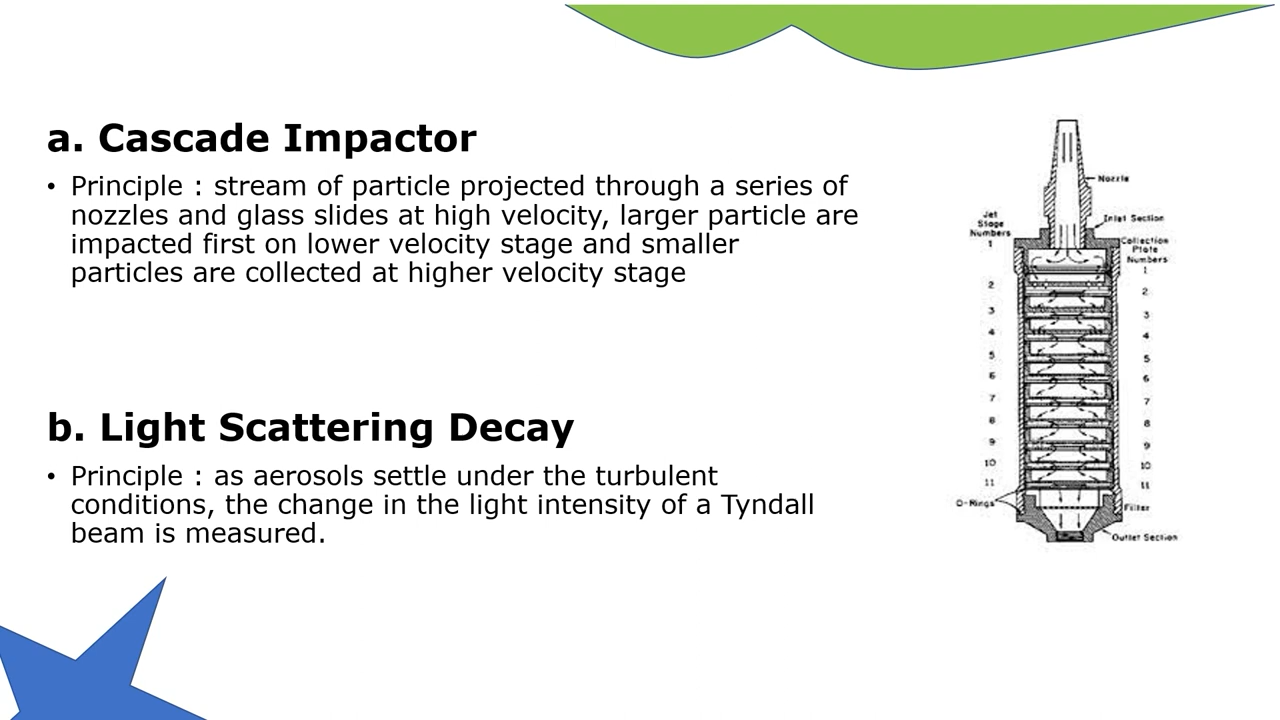 a. Cascade Impactor
• Principle : stream of particle projected through a series of
nozzles and glass slides at high velocity, larger particle are
impacted first on lower velocity stage and smaller
particles are collected at higher velocity stage
b. Light Scattering Decay
• Principle : as aerosols settle under the turbulent
conditions, the change in the light intensity of a Tyndall
beam is measured.
Nozzle
Inlet Section
Jet
Stage
Numbers
1
2
3
4
5
6
7
8
9
10
11
Collection
Plate
Numbers
1
2
3
4
5
6
7
8
9
10
11
O-Rings
Filter
Outlet Section